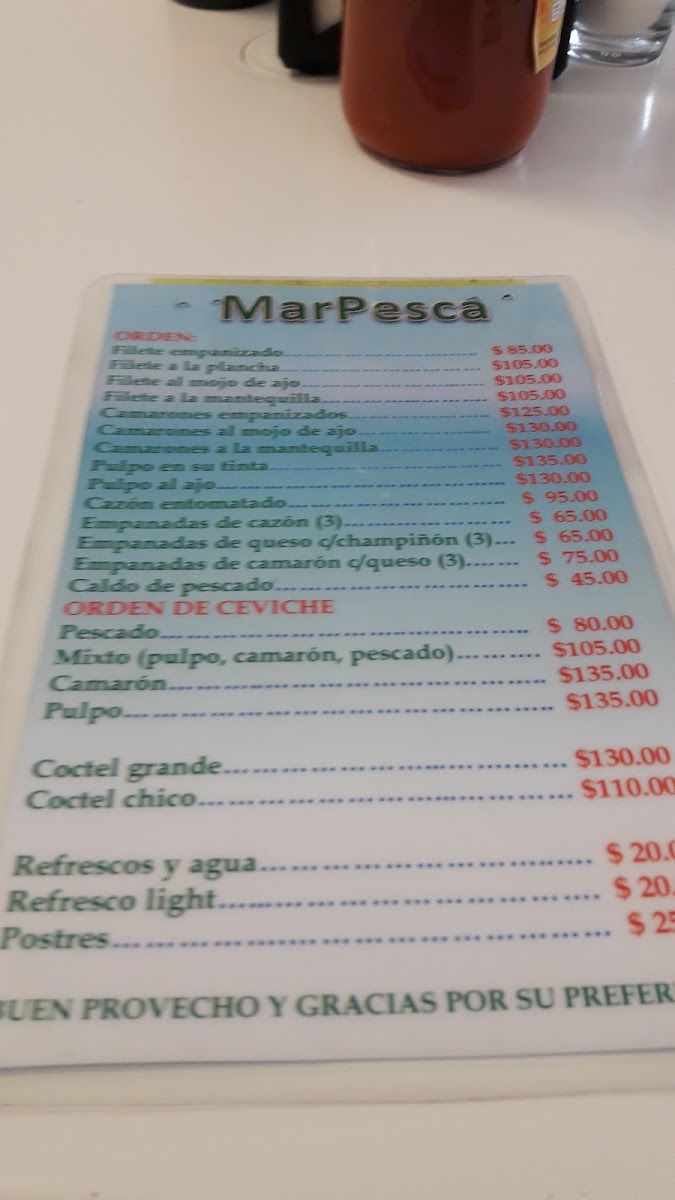 MarPescá
ORDEN:
Filete empanizado........................... $ 85.00
Filete a la plancha........................... $105.00
Filete al mojo de ajo........................... $105.00
Filete a la mantequilla........................ $105.00
Camarones empanizados..................... $125.00
Camarones al mojo de ajo.................... $130.00
Camarones a la mantequilla.................. $130.00
Pulpo en su tinta.............................. $135.00
Pulpo al ajo.................................... $130.00
Cazón entomatado............................ $ 95.00
Empanadas de cazón (3)..................... $ 65.00
Empanadas de queso c/champiñón (3)... $ 65.00
Empanadas de camarón c/queso (3)....... $ 75.00
Caldo de pescado.............................. $ 45.00
ORDEN DE CEVICHE
Pescado.......................................... $ 80.00
Mixto (pulpo, camarón, pescado)......... $105.00
Camarón........................................ $135.00
Pulpo............................................ $135.00
Coctel grande.................................. $130.00
Coctel chico.................................... $110.00
Refrescos y agua............................... $ 20.0
Refresco light................................... $ 20.
Postres........................................... $ 25
BUEN PROVECHO Y GRACIAS POR SU PREFER